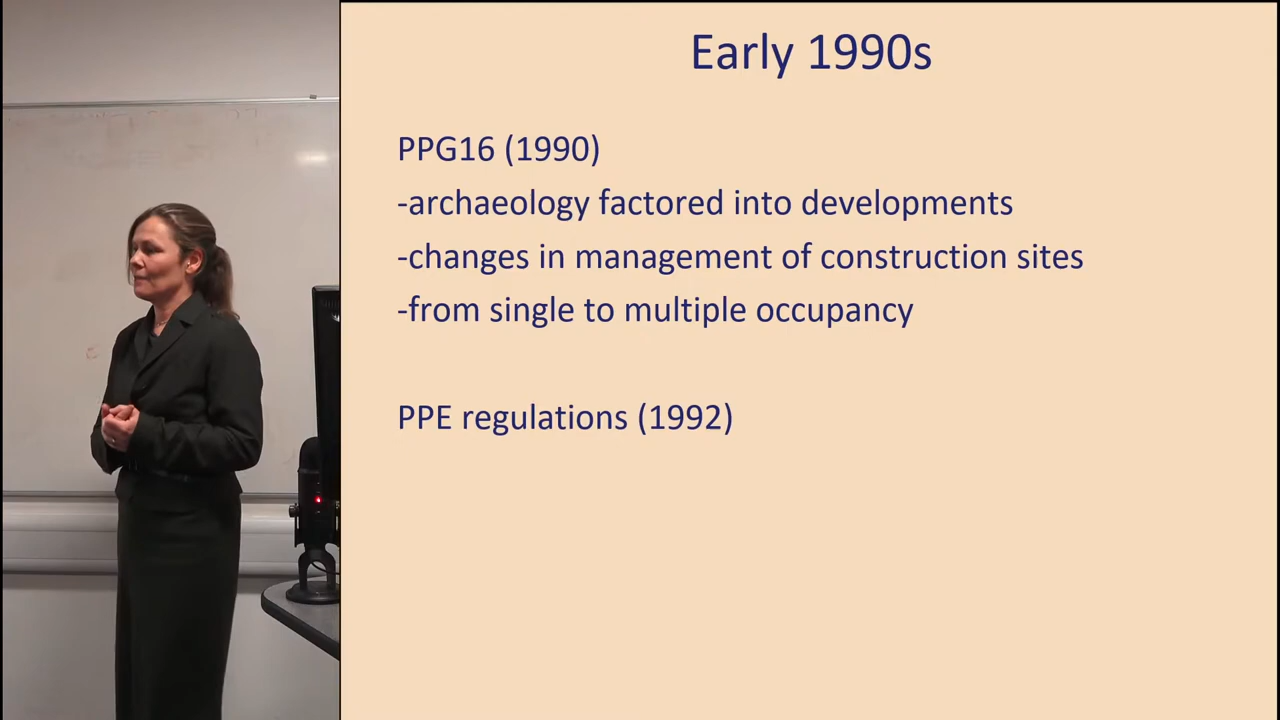 Early 1990s
PPG16 (1990)
-archaeology factored into developments
-changes in management of construction sites
-from single to multiple occupancy
PPE regulations (1992)